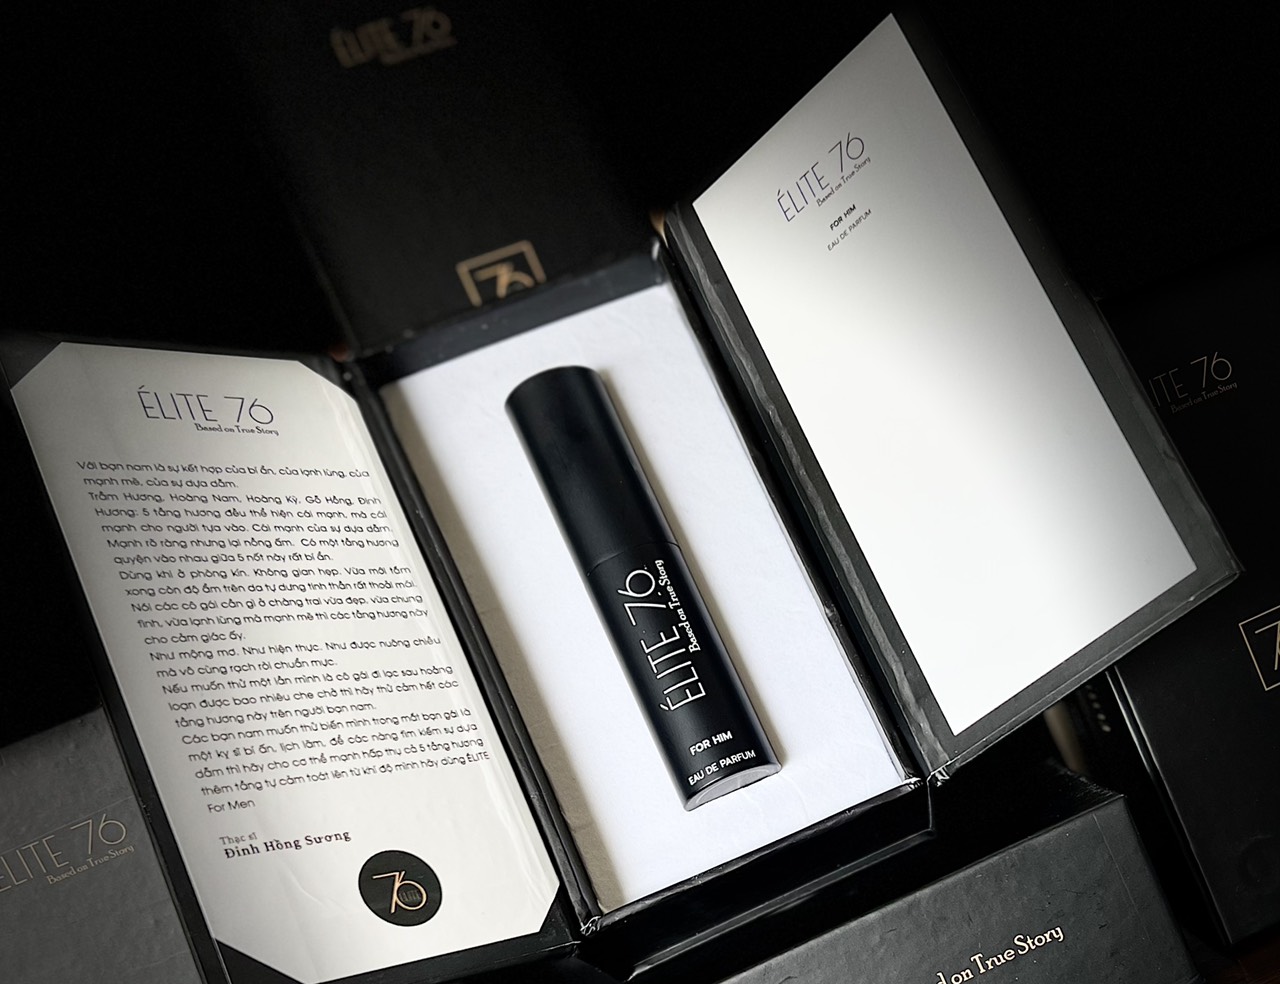 ÉLITE 76
76
ÉLITE 76
Based on True Story
FOR HIM
EAU DE PARFUM
ÉLITE 76
Based on True Story
Với bạn nam là sự kết hợp của bí ẩn, của lạnh lùng, của
mạnh mẽ, của sự dựa dẫm.
Trầm Hương, Hoàng Nam, Hoàng Kỳ, Gỗ Hồng, Đinh
Hương: 5 tầng hương đều thể hiện cái mạnh, mà cái
mạnh cho người tựa vào. Cái mạnh của sự dựa dẫm.
Mạnh rõ ràng nhưng lại nồng ấm. Có một tầng hương
quyện vào nhau giữa 5 nốt này rất bí ẩn.
Dùng khi ở phòng kín. Không gian hẹp. Vừa mới tắm
xong còn độ ẩm trên da tự dưng tinh thần rất thoải mái.
Nói các cô gái cần gì ở chàng trai vừa đẹp, vừa chung
tình, vừa lạnh lùng mà mạnh mẽ thì các tầng hương này
cho cảm giác ấy.
Như mộng mơ. Như hiện thực. Như được nuông chiều
mà vô cùng rạch ròi chuẩn mực.
Nếu muốn thử một lần mình là cô gái đi lạc sau hoảng
loạn được bao nhiêu che chở thì hãy thử cảm hết các
tầng hương này trên người bạn nam.
Các bạn nam muốn thử biến mình trong mắt bạn gái là
một kỵ sĩ bí ẩn, lịch lãm, để các nàng tìm kiếm sự dựa
dẫm thì hãy cho cơ thể mạnh hấp thụ cả 5 tầng hương
thêm tầng tự cảm toát lên từ khí độ mình hãy dùng ÉLITE
For Men
Thạc sĩ
Đinh Hồng Sương
76
ÉLITE
ÉLITE 76
Based on True Story
FOR HIM
EAU DE PARFUM
ÉLITE 76
Based on True Story
ITE 76
Based on True Story
on True Story